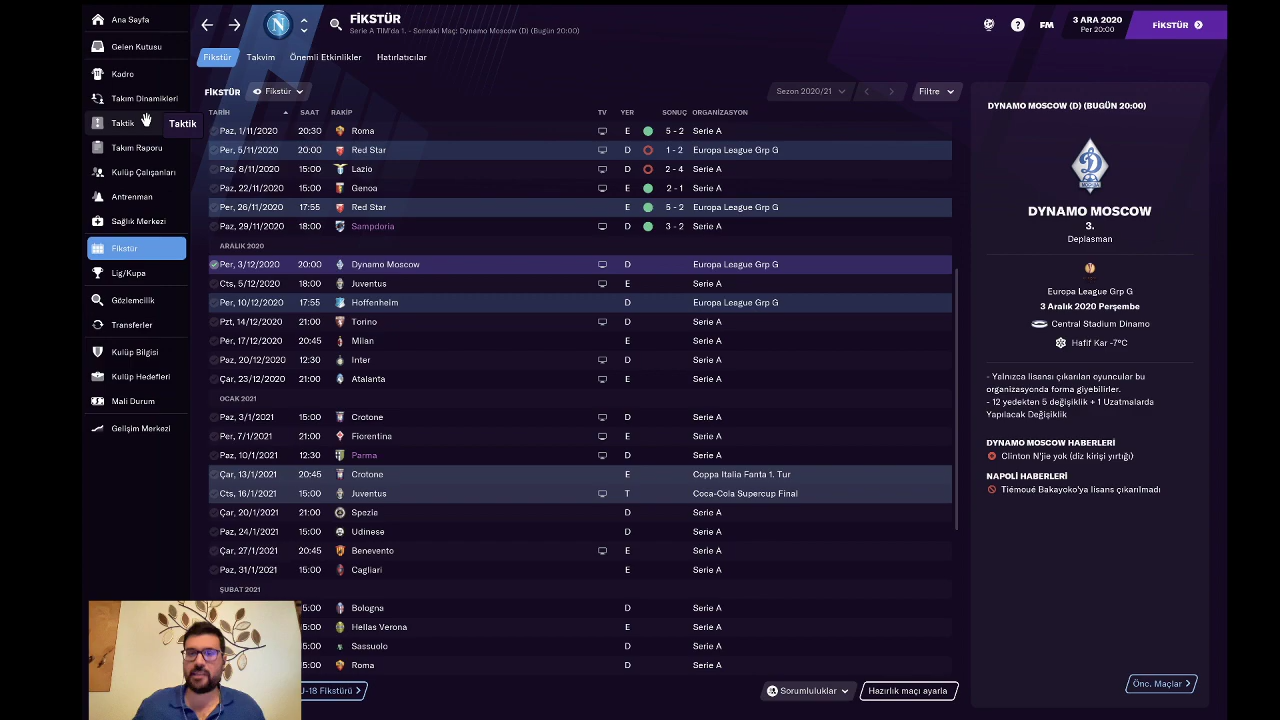 Ana Sayfa
Gelen Kutusu
Kadro
Takım Dinamikleri
Taktik
Taktik
Takım Raporu
Kulüp Çalışanları
Antrenman
Sağlık Merkezi
Fikstür
Lig/Kupa
Gözlemcilik
Transferler
Kulüp Bilgisi
Kulüp Hedefleri
Mali Durum
Gelişim Merkezi
N
FİKSTÜR
Serie A TIM'da 1. - Sonraki Maç: Dynamo Moscow (D) (Bugün 20:00)
? FM 3 ARA 2020
Per 20:00
FİKSTÜR
Fikstür Takvim Önemli Etkinlikler Hatırlatıcılar
FİKSTÜR Fikstür Sezon 2020/21 Filtre
TARİH SAAT RAKİP TV YER SONUÇ ORGANİZASYON
Paz, 1/11/2020 20:30 Roma E 5 - 2 Serie A
Per, 5/11/2020 20:00 Red Star D 1 - 2 Europa League Grp G
Paz, 8/11/2020 15:00 Lazio D 2 - 4 Serie A
Paz, 22/11/2020 15:00 Genoa E 2 - 1 Serie A
Per, 26/11/2020 17:55 Red Star E 5 - 2 Europa League Grp G
Paz, 29/11/2020 18:00 Sampdoria D 3 - 2 Serie A
ARALIK 2020
Per, 3/12/2020 20:00 Dynamo Moscow D Europa League Grp G
Cts, 5/12/2020 18:00 Juventus E Serie A
Per, 10/12/2020 17:55 Hoffenheim D Europa League Grp G
Pzt, 14/12/2020 21:00 Torino D Serie A
Per, 17/12/2020 20:45 Milan E Serie A
Paz, 20/12/2020 12:30 Inter D Serie A
Çar, 23/12/2020 21:00 Atalanta E Serie A
OCAK 2021
Paz, 3/1/2021 15:00 Crotone D Serie A
Per, 7/1/2021 21:00 Fiorentina E Serie A
Paz, 10/1/2021 12:30 Parma D Serie A
Çar, 13/1/2021 20:45 Crotone E Coppa Italia Fanta 1. Tur
Cts, 16/1/2021 15:00 Juventus T Coca-Cola Supercup Final
Çar, 20/1/2021 21:00 Spezia D Serie A
Paz, 24/1/2021 15:00 Udinese D Serie A
Çar, 27/1/2021 20:45 Benevento E Serie A
Paz, 31/1/2021 15:00 Cagliari E Serie A
ŞUBAT 2021
5:00 Bologna D Serie A
5:00 Hellas Verona E Serie A
5:00 Sassuolo D Serie A
5:00 Roma D Serie A
U-18 Fikstürü Sorumluluklar Hazırlık maçı ayarla
DYNAMO MOSCOW (D) (BUGÜN 20:00)
DYNAMO MOSCOW
3.
Deplasman
Europa League Grp G
3 Aralık 2020 Perşembe
Central Stadium Dinamo
Hafif Kar -7°C
- Yalnızca lisansı çıkarılan oyuncular bu
organizasyonda forma giyebilirler.
- 12 yedekten 5 değişiklik + 1 Uzatmalarda
Yapılacak Değişiklik
DYNAMO MOSCOW HABERLERİ
Clinton N'jie yok (diz kirişi yırtığı)
NAPOLI HABERLERİ
Tiémoué Bakayoko'ya lisans çıkarılmadı
Önc. Maçlar